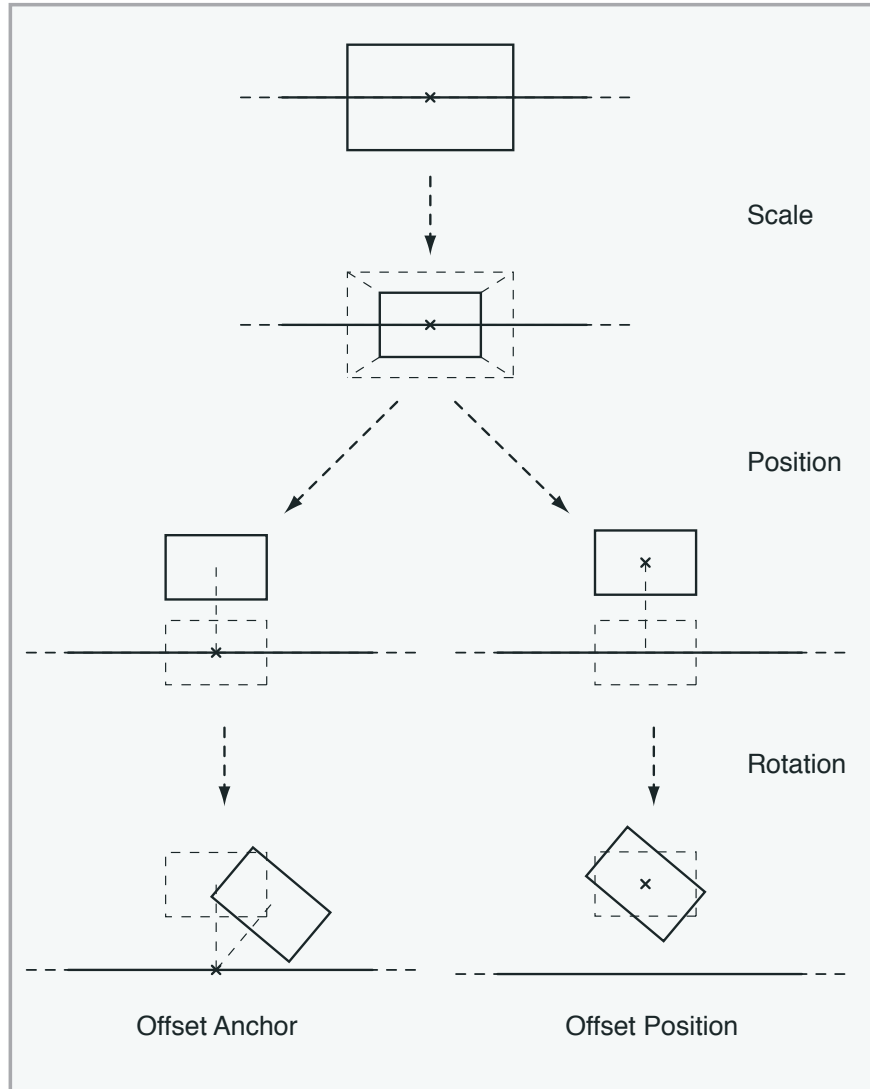 Scale
Position
Rotation
Offset Anchor
Offset Position